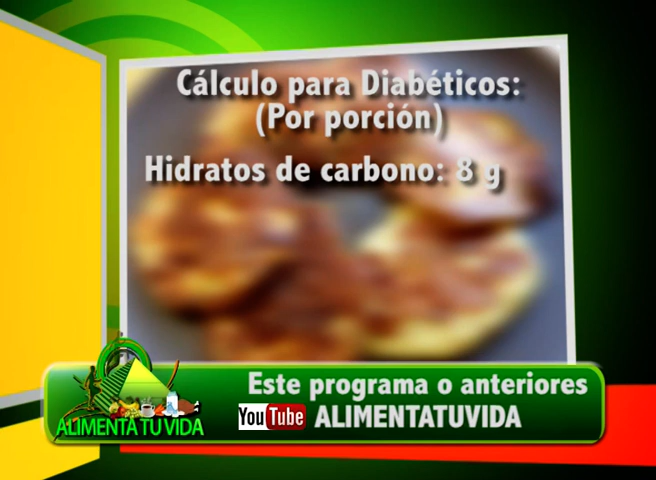 Cálculo para Diabéticos:
(Por porción)
Hidratos de carbono: 8 g
Este programa o anteriores
YouTube ALIMENTATUVIDA
ALIMENTA TU VIDA